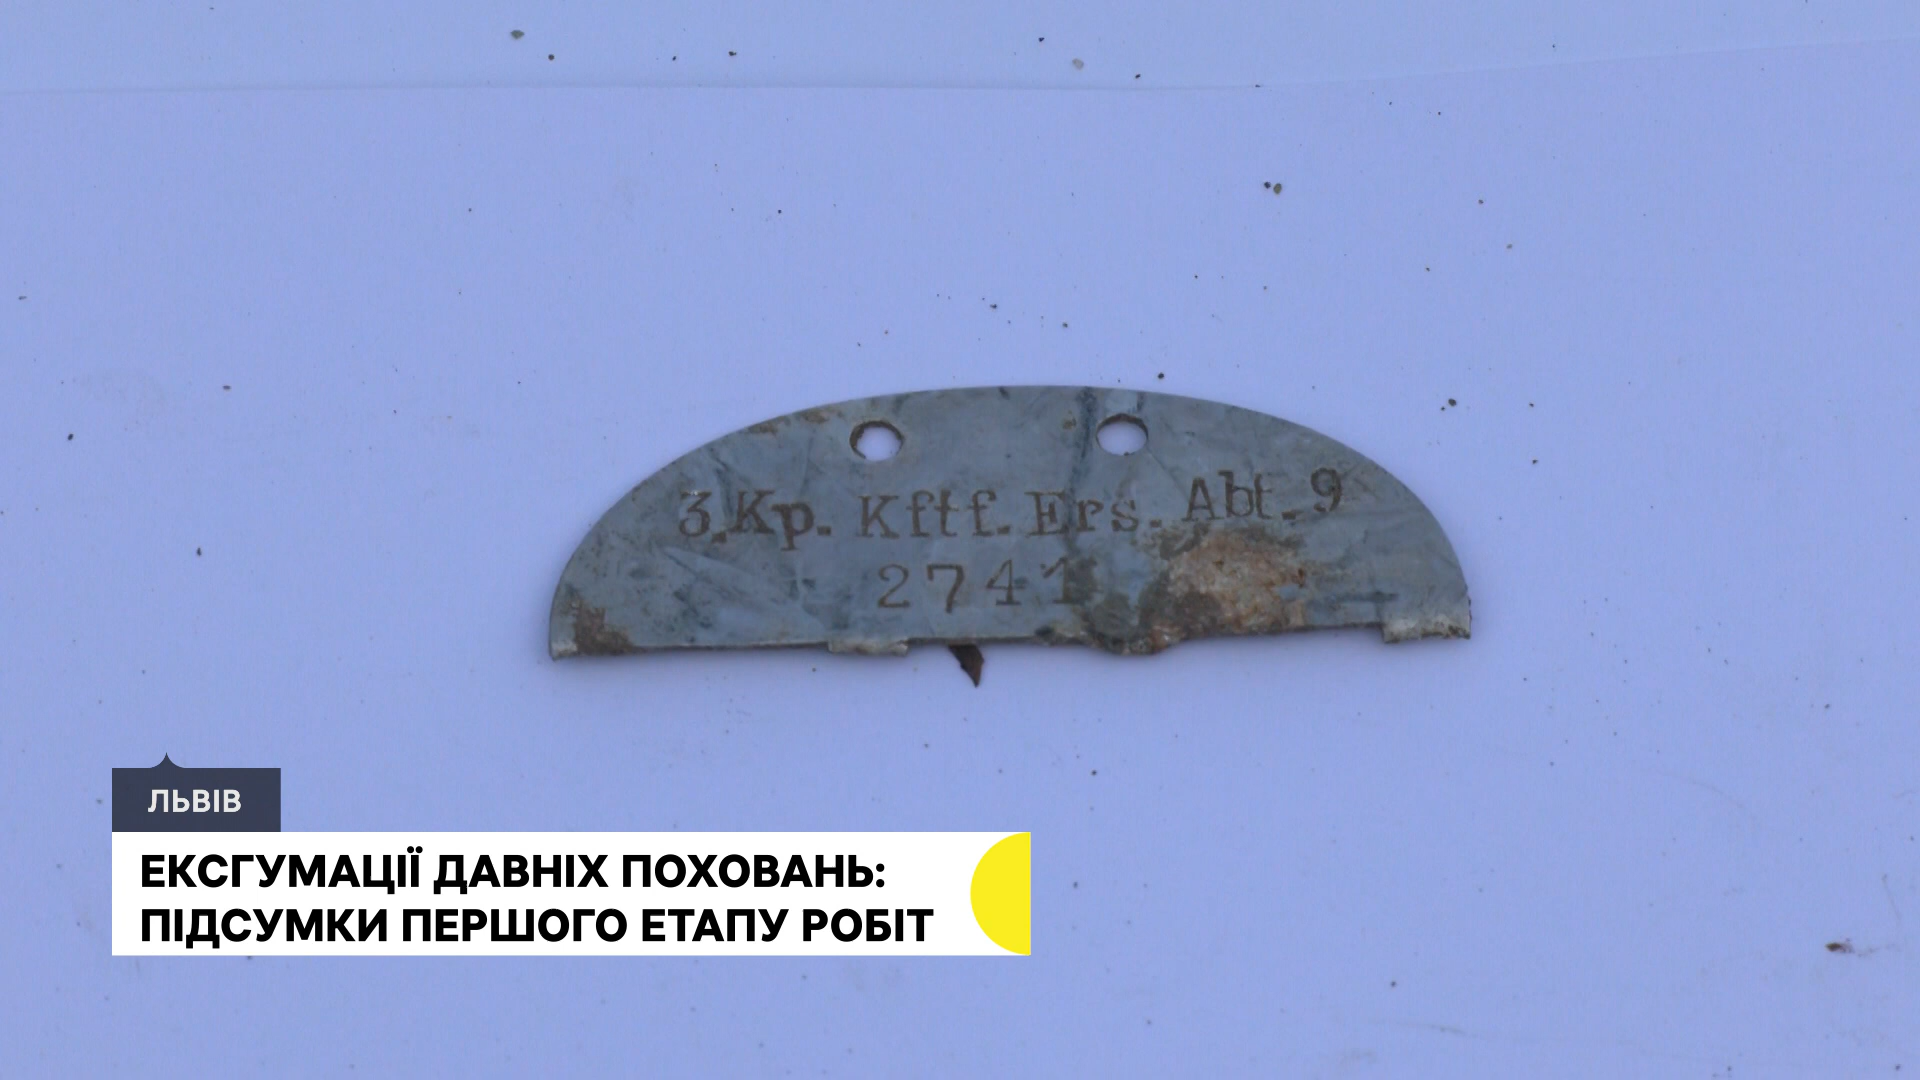 3.Kp. Kftf. Ers. Abt. 9
2741
ЛЬВІВ
ЕКСГУМАЦІЇ ДАВНІХ ПОХОВАНЬ:
ПІДСУМКИ ПЕРШОГО ЕТАПУ РОБІТ